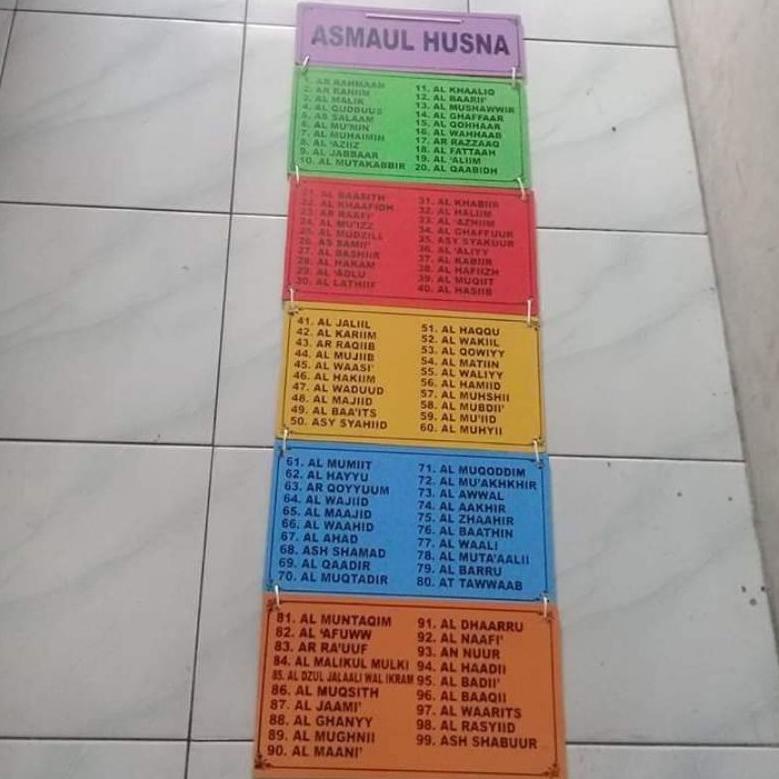 ASMAUL HUSNA
1. AR RAHMAAN
2. AR RAHIIM
3. AL MALIK
4. AL QUDDUUS
5. AS SALAAM
6. AL MU'MIN
7. AL MUHAIMIN
8. AL 'AZIIZ
9. AL JABBAAR
10. AL MUTAKABBIR
11. AL KHAALIQ
12. AL BAARII'
13. AL MUSHAWWIR
14. AL GHAFFAAR
15. AL QOHHAAR
16. AL WAHHAAB
17. AR RAZZAAQ
18. AL FATTAAH
19. AL 'ALIIM
20. AL QAABIDH
21. AL BAASITH
22. AL KHAAFIDH
23. AR RAAFI'
24. AL MU'IZZ
25. AL MUDZILL
26. AS SAMII'
27. AL BASHIIR
28. AL HAKAM
29. AL 'ADLU
30. AL LATHIIF
31. AL KHABIIR
32. AL HALIIM
33. AL 'AZHIIM
34. AL GHAFFUUR
35. ASY SYAKUUR
36. AL 'ALIYY
37. AL KABIIR
38. AL HAFIIZH
39. AL MUQIIT
40. AL HASIIB
41. AL JALIIL
42. AL KARIIM
43. AR RAQIIB
44. AL MUJIIB
45. AL WAASI'
46. AL HAKIIM
47. AL WADUUD
48. AL MAJIID
49. AL BAA'ITS
50. ASY SYAHIID
51. AL HAQQU
52. AL WAKIIL
53. AL QOWIYY
54. AL MATIIN
55. AL WALIYY
56. AL HAMIID
57. AL MUHSHII
58. AL MUBDII'
59. AL MU'IID
60. AL MUHYII
61. AL MUMIIT
62. AL HAYYU
63. AR QOYYUUM
64. AL WAJIID
65. AL MAAJID
66. AL WAAHID
67. AL AHAD
68. ASH SHAMAD
69. AL QAADIR
70. AL MUQTADIR
71. AL MUQODDIM
72. AL MU'AKHKHIR
73. AL AWWAL
74. AL AAKHIR
75. AL ZHAAHIR
76. AL BAATHIN
77. AL WAALI
78. AL MUTA'AALII
79. AL BARRU
80. AT TAWWAAB
81. AL MUNTAQIM
82. AL 'AFUWW
83. AR RA'UUF
84. AL MALIKUL MULKI
85. AL DZUL JALAALI WAL IKRAM
86. AL MUQSITH
87. AL JAAMI'
88. AL GHANYY
89. AL MUGHNII
90. AL MAANI'
91. AL DHAARRU
92. AL NAAFI'
93. AN NUUR
94. AL HAADII
95. AL BADII'
96. AL BAAQII
97. AL WAARITS
98. AL RASYIID
99. ASH SHABUUR